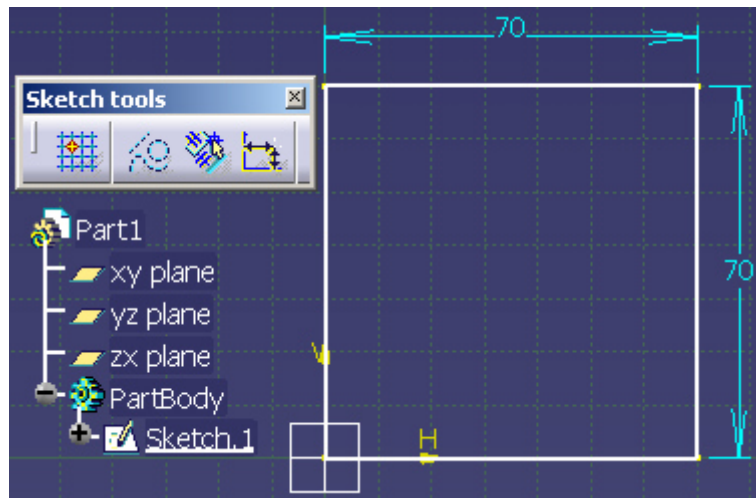 70
Sketch tools
Part1
xy plane
yz plane
70
zx plane
V
PartBody
H
Sketch.1